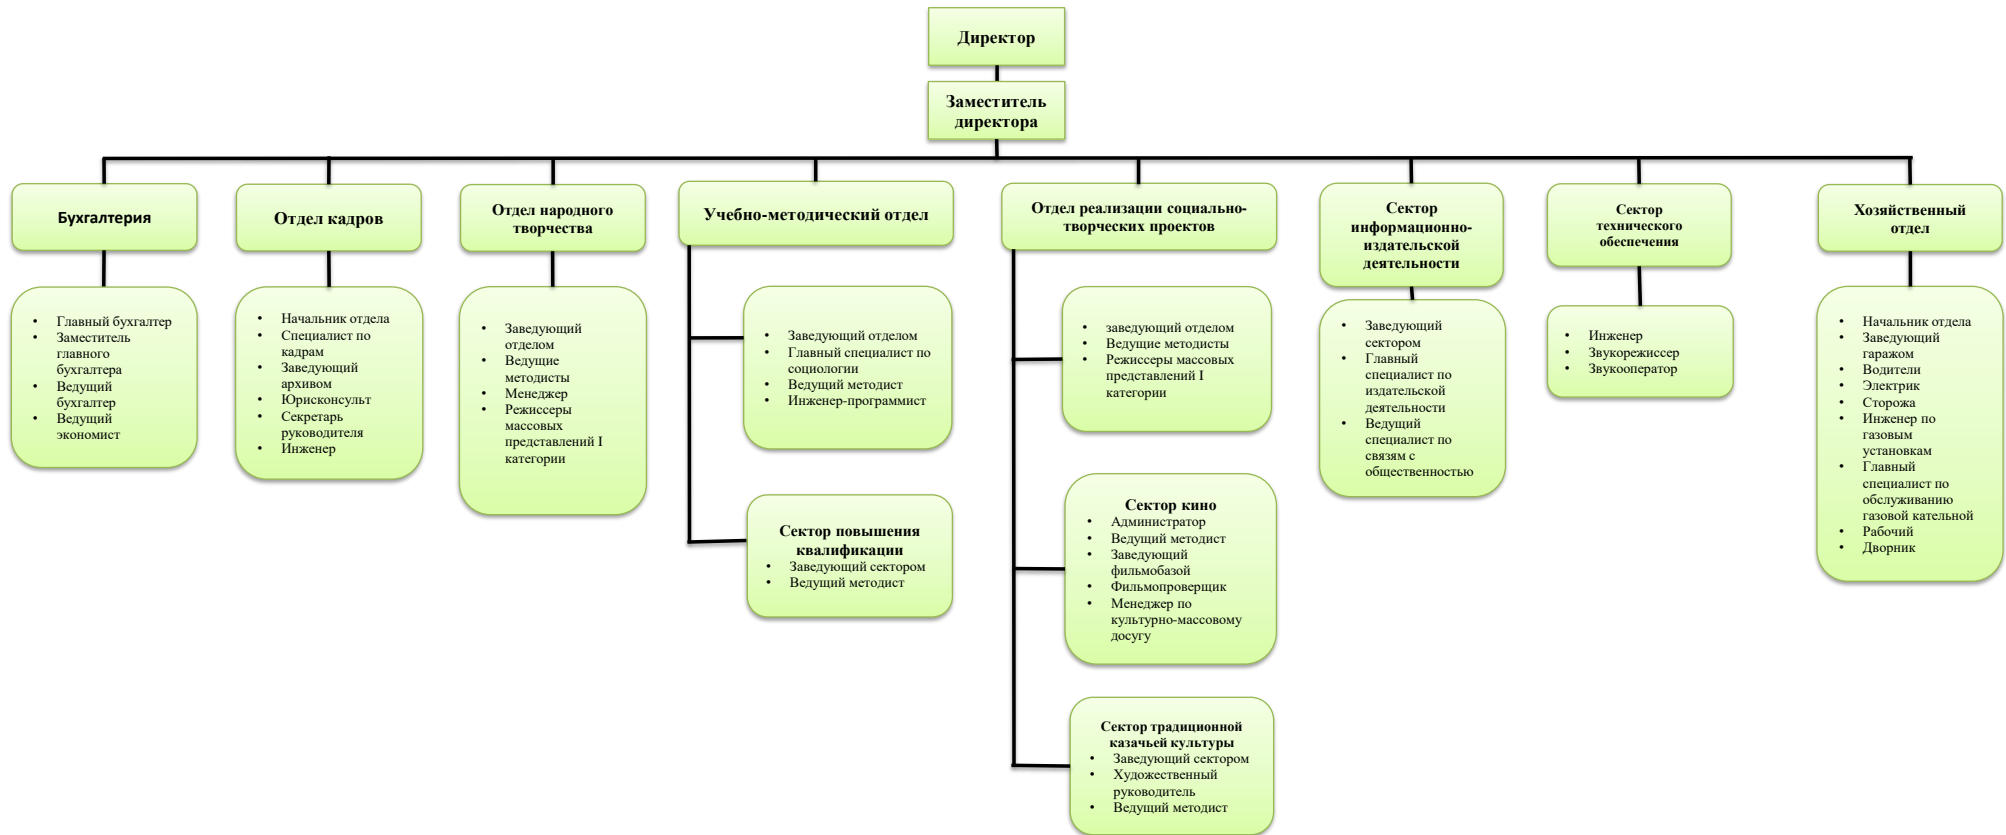 Директор
Заместитель
директора
Бухгалтерия
Отдел кадров
Отдел народного
творчества
Учебно-методический отдел
Отдел реализации социально-
творческих проектов
Сектор
информационно-
издательской
деятельности
Сектор
технического
обеспечения
Хозяйственный
отдел
• Главный бухгалтер
• Заместитель
главного
бухгалтера
• Ведущий
бухгалтер
• Ведущий
экономист
• Начальник отдела
• Специалист по
кадрам
• Заведующий
архивом
• Юрисконсульт
• Секретарь
руководителя
• Инженер
• Заведующий
отделом
• Ведущие
методисты
• Менеджер
• Режиссеры
массовых
представлений I
категории
• Заведующий отделом
• Главный специалист по
социологии
• Ведущий методист
• Инженер-программист
Сектор повышения
квалификации
• Заведующий сектором
• Ведущий методист
• заведующий отделом
• Ведущие методисты
• Режиссеры массовых
представлений I
категории
Сектор кино
• Администратор
• Ведущий методист
• Заведующий
фильмобазой
• Фильмопроверщик
• Менеджер по
культурно-массовому
досугу
Сектор традиционной
казачьей культуры
• Заведующий сектором
• Художественный
руководитель
• Ведущий методист
• Заведующий
сектором
• Главный
специалист по
издательской
деятельности
• Ведущий
специалист по
связям с
общественностью
• Инженер
• Звукорежиссер
• Звукооператор
• Начальник отдела
• Заведующий
гаражом
• Водители
• Электрик
• Сторожа
• Инженер по
газовым
установкам
• Главный
специалист по
обслуживанию
газовой кательной
• Рабочий
• Дворник